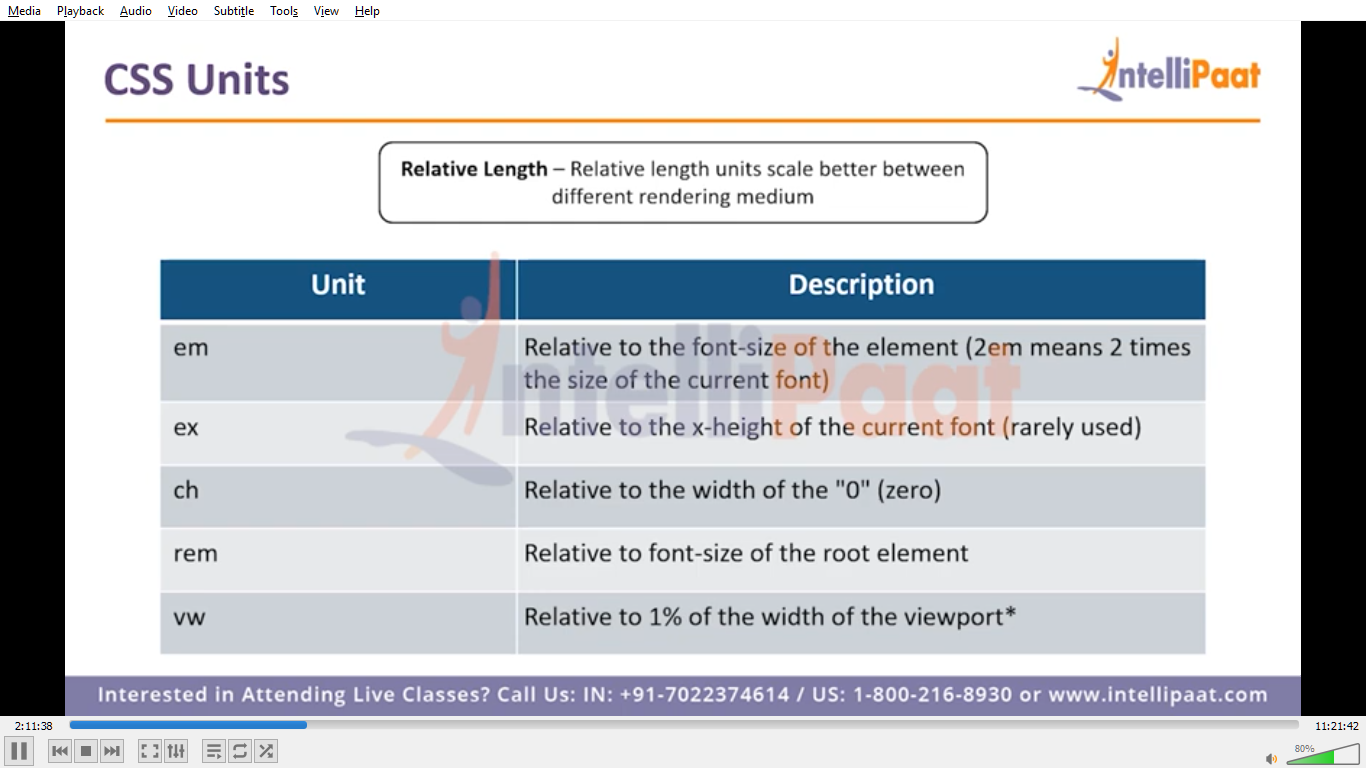 Media Playback Audio Video Subtitle Tools View Help
CSS Units
IntelliPaat
Relative Length – Relative length units scale better between
different rendering medium
Unit Description
em Relative to the font-size of the element (2em means 2 times
the size of the current font)
ex Relative to the x-height of the current font (rarely used)
ch Relative to the width of the "0" (zero)
rem Relative to font-size of the root element
vw Relative to 1% of the width of the viewport*
IntelliPaat
Interested in Attending Live Classes? Call Us: IN: +91-7022374614 / US: 1-800-216-8930 or www.intellipaat.com
2:11:38 11:21:42
80%